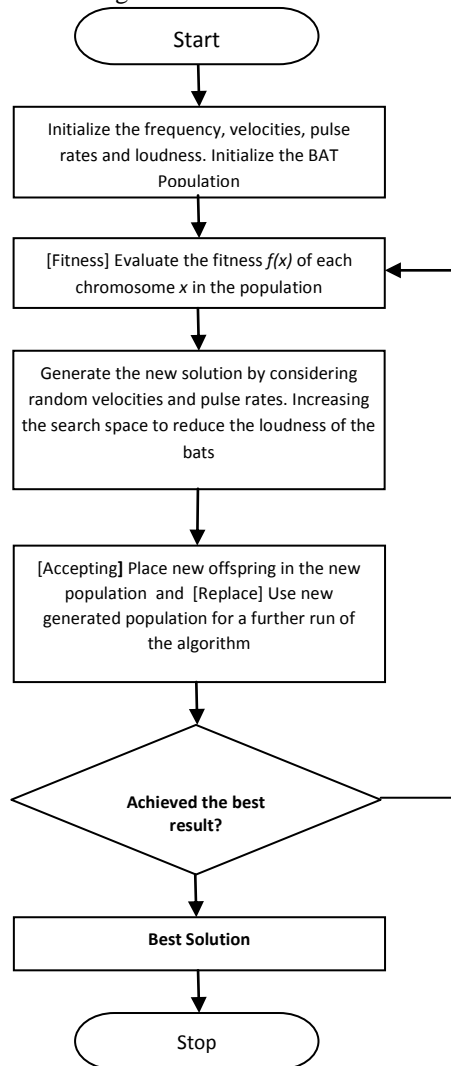 Start
Initialize the frequency, velocities, pulse
rates and loudness. Initialize the BAT
Population
[Fitness] Evaluate the fitness f(x) of each
chromosome x in the population
Generate the new solution by considering
random velocities and pulse rates. Increasing
the search space to reduce the loudness of the
bats
[Accepting] Place new offspring in the new
population and [Replace] Use new
generated population for a further run of
the algorithm
Achieved the best
result?
Best Solution
Stop